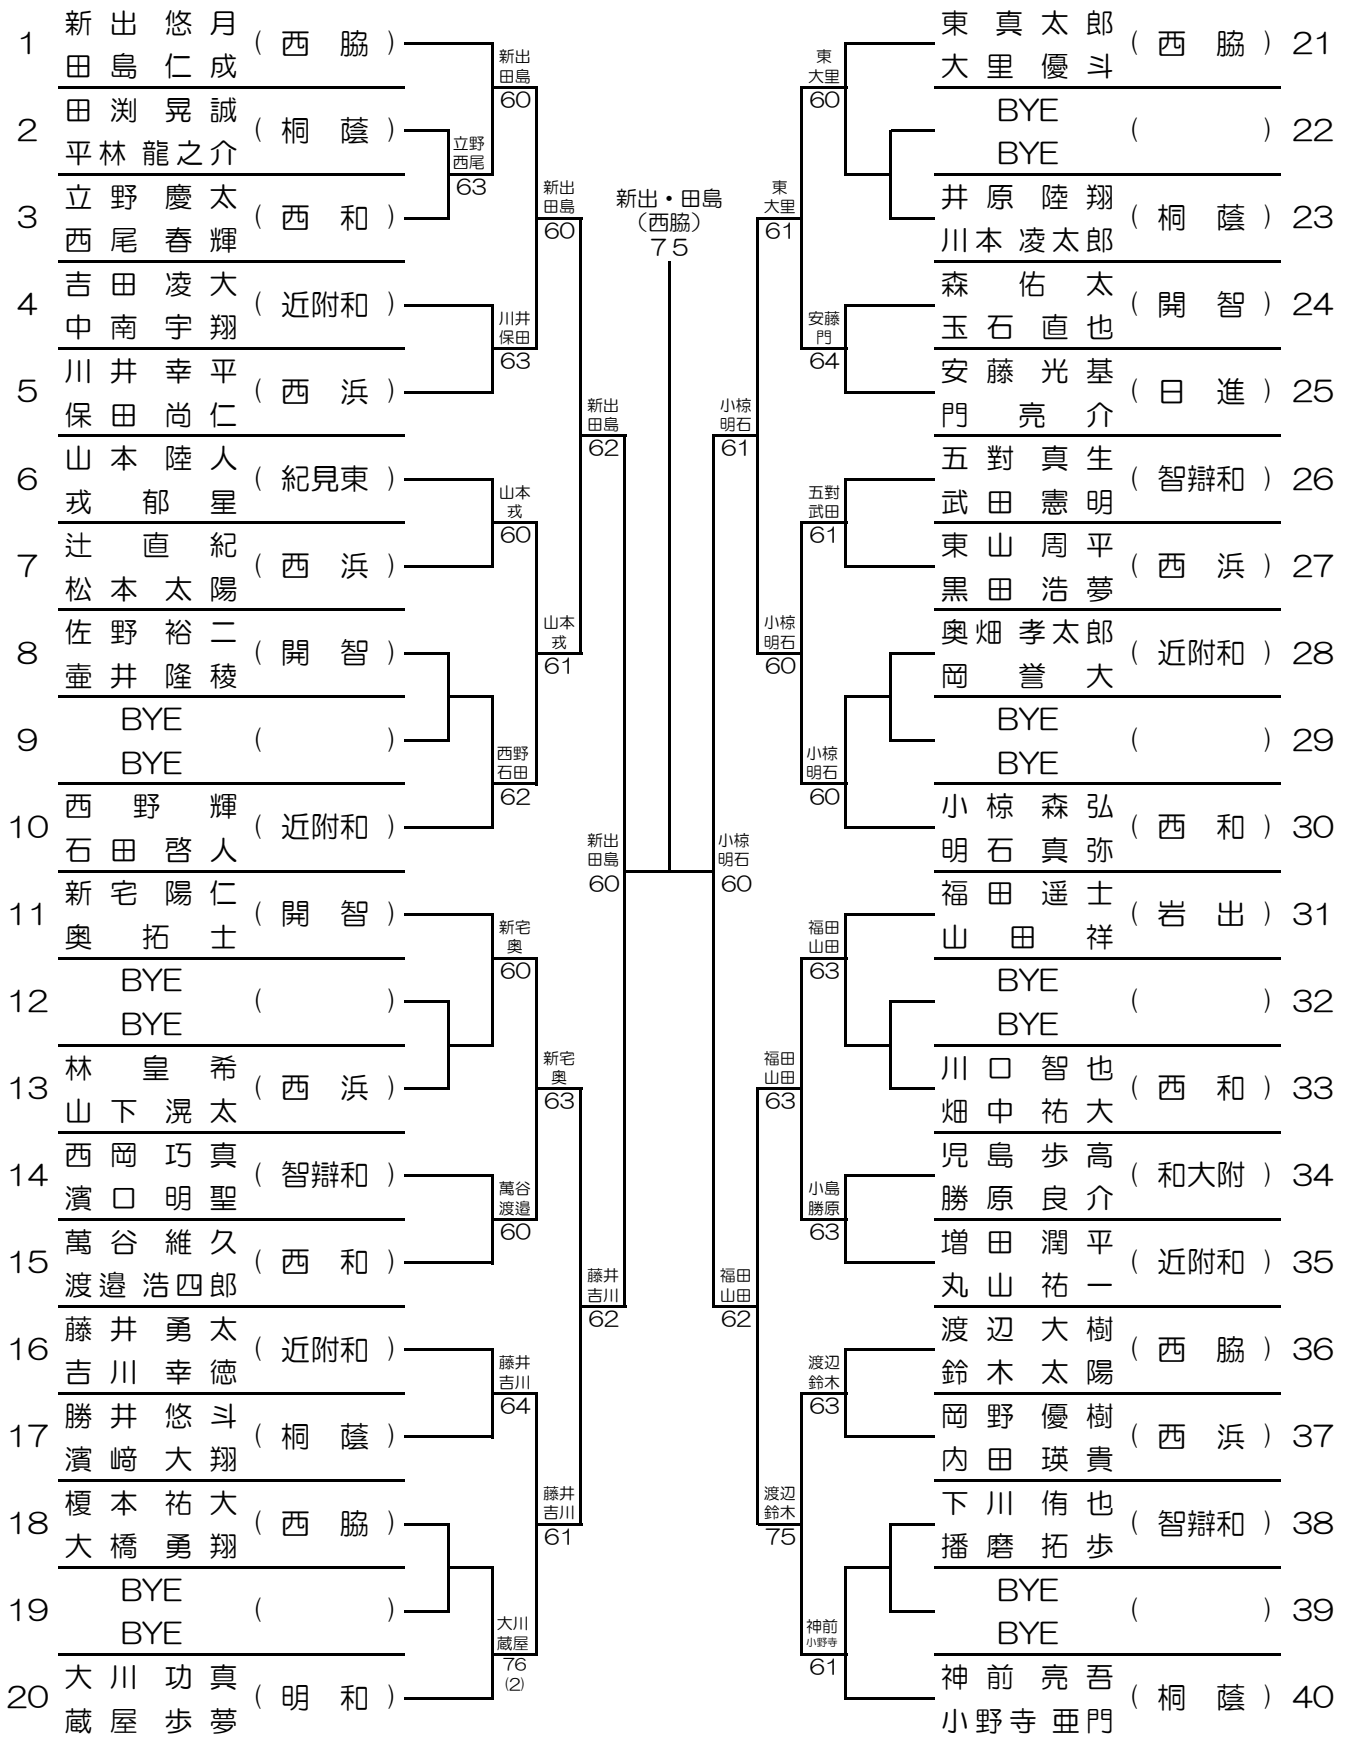 1 新出 悠月 田島 仁成 ( 西脇 )
2 田渕 晃誠 平林 龍之介 ( 桐蔭 )
3 立野 慶太 西尾 春輝 ( 西和 )
4 吉田 凌大 中南 宇翔 ( 近附和 )
5 川井 幸平 保田 尚仁 ( 西浜 )
6 山本 陸人 戎 郁星 ( 紀見東 )
7 辻 直紀 松本 太陽 ( 西浜 )
8 佐野 裕二 壷井 隆稜 ( 開智 )
9 BYE BYE ( )
10 西野 輝 石田 啓人 ( 近附和 )
11 新宅 陽仁 奥 拓士 ( 開智 )
12 BYE BYE ( )
13 林 皇希 山下 滉太 ( 西浜 )
14 西岡 巧真 濱口 明聖 ( 智辯和 )
15 萬谷 維久 渡邉 浩四郎 ( 西和 )
16 藤井 勇太 吉川 幸徳 ( 近附和 )
17 勝井 悠斗 濱﨑 大翔 ( 桐蔭 )
18 榎本 祐大 大橋 勇翔 ( 西脇 )
19 BYE BYE ( )
20 大川 功真 蔵屋 歩夢 ( 明和 )
立野 西尾 63
新出 田島 60
川井 保田 63
山本 戎 60
西野 石田 62
新宅 奥 60
萬谷 渡邉 60
藤井 吉川 64
大川 蔵屋 76 (2)
新出 田島 60
山本 戎 61
新宅 奥 63
藤井 吉川 61
新出 田島 62
藤井 吉川 62
新出 田島 60
新出・田島
（西脇）
75
小椋 明石 60
小椋 明石 61
福田 山田 62
東 大里 61
小椋 明石 60
福田 山田 63
渡辺 鈴木 75
東 大里 60
安藤 門 64
五對 武田 61
小椋 明石 60
福田 山田 63
小島 勝原 63
渡辺 鈴木 63
神前 小野寺 61
東 真太郎 大里 優斗 ( 西脇 ) 21
BYE BYE ( ) 22
井原 陸翔 川本 凌太郎 ( 桐蔭 ) 23
森 佑太 玉石 直也 ( 開智 ) 24
安藤 光基 門 亮介 ( 日進 ) 25
五對 真生 武田 憲明 ( 智辯和 ) 26
東山 周平 黒田 浩夢 ( 西浜 ) 27
奥畑 孝太郎 岡 誉大 ( 近附和 ) 28
BYE BYE ( ) 29
小椋 森弘 明石 真弥 ( 西和 ) 30
福田 遥士 山田 祥 ( 岩出 ) 31
BYE BYE ( ) 32
川口 智也 畑中 祐大 ( 西和 ) 33
児島 歩高 勝原 良介 ( 和大附 ) 34
増田 潤平 丸山 祐一 ( 近附和 ) 35
渡辺 大樹 鈴木 太陽 ( 西脇 ) 36
岡野 優樹 内田 瑛貴 ( 西浜 ) 37
下川 侑也 播磨 拓歩 ( 智辯和 ) 38
BYE BYE ( ) 39
神前 亮吾 小野寺 亜門 ( 桐蔭 ) 40